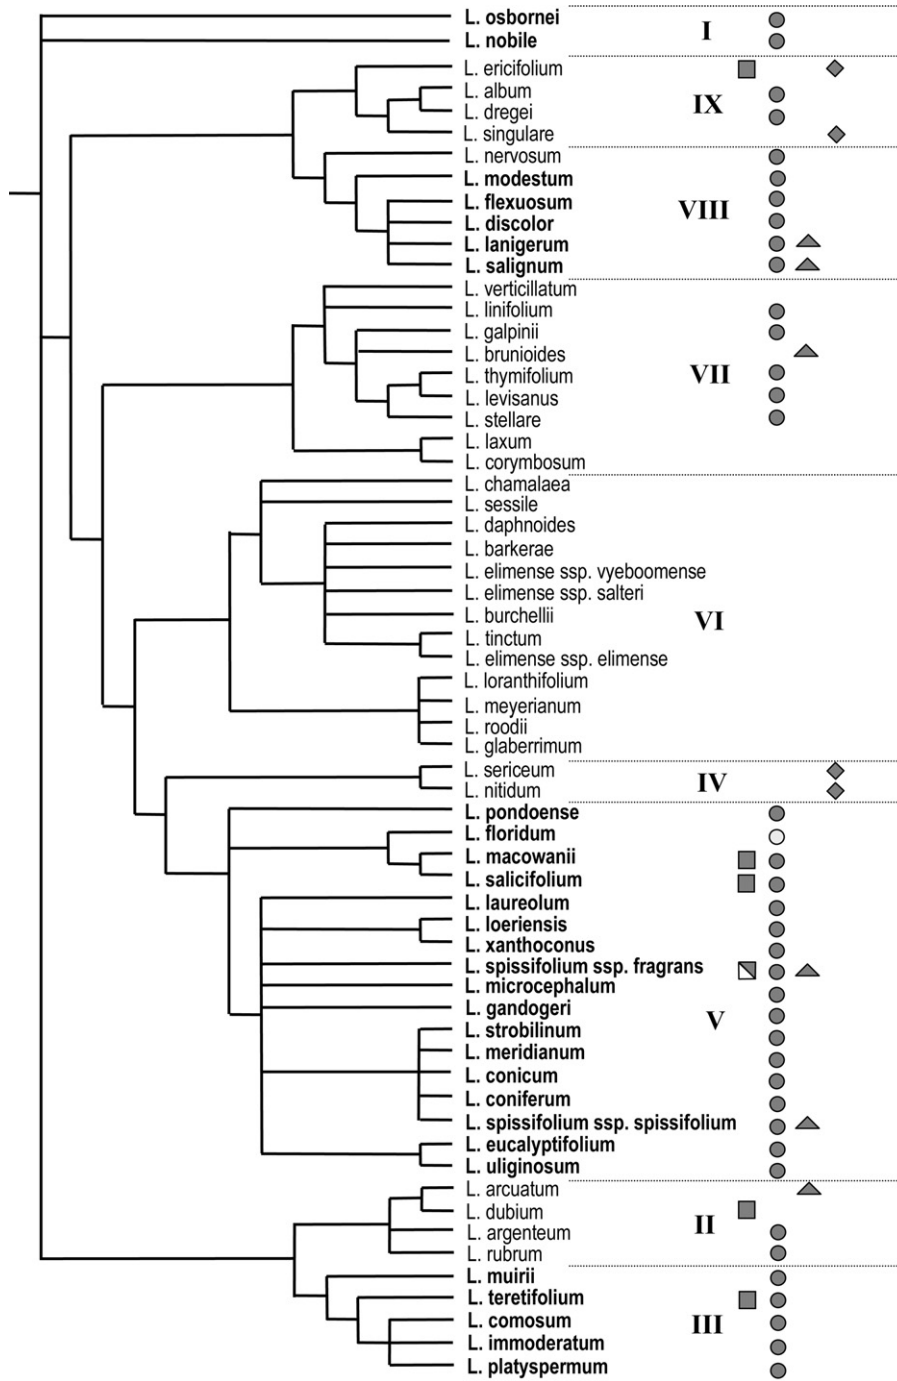 L. osbornei
I
L. nobile
L. ericifolium
L. album
IX
L. dregei
L. singulare
L. nervosum
L. modestum
L. flexuosum
VIII
L. discolor
L. lanigerum
L. salignum
L. verticillatum
L. linifolium
L. galpinii
L. brunioides
L. thymifolium
VII
L. levisanus
L. stellare
L. laxum
L. corymbosum
L. chamalaea
L. sessile
L. daphnoides
L. barkerae
L. elimense ssp. vyeboomense
L. elimense ssp. salteri
L. burchellii
VI
L. tinctum
L. elimense ssp. elimense
L. loranthifolium
L. meyerianum
L. roodii
L. glaberrimum
L. sericeum
IV
L. nitidum
L. pondoense
L. floridum
L. macowanii
L. salicifolium
L. laureolum
L. loeriensis
L. xanthoconus
L. spissifolium ssp. fragrans
L. microcephalum
L. gandogeri
V
L. strobilinum
L. meridianum
L. conicum
L. coniferum
L. spissifolium ssp. spissifolium
L. eucalyptifolium
L. uliginosum
L. arcuatum
L. dubium
II
L. argenteum
L. rubrum
L. muirii
L. teretifolium
L. comosum
III
L. immoderatum
L. platyspermum